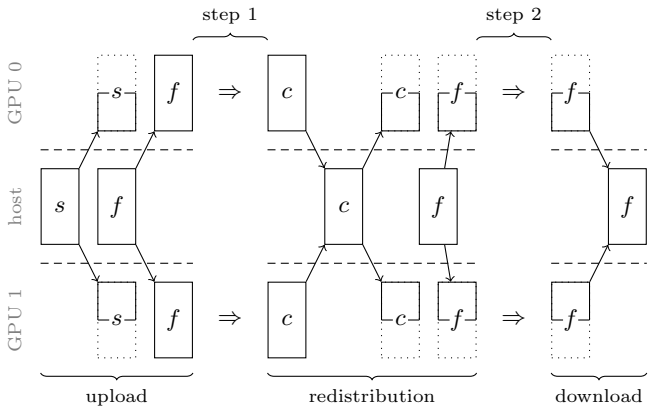 step 1 step 2
GPU 0 s f ⇒ c c f ⇒ f
host s f c f f
GPU 1 s f ⇒ c c f ⇒ f
upload redistribution download